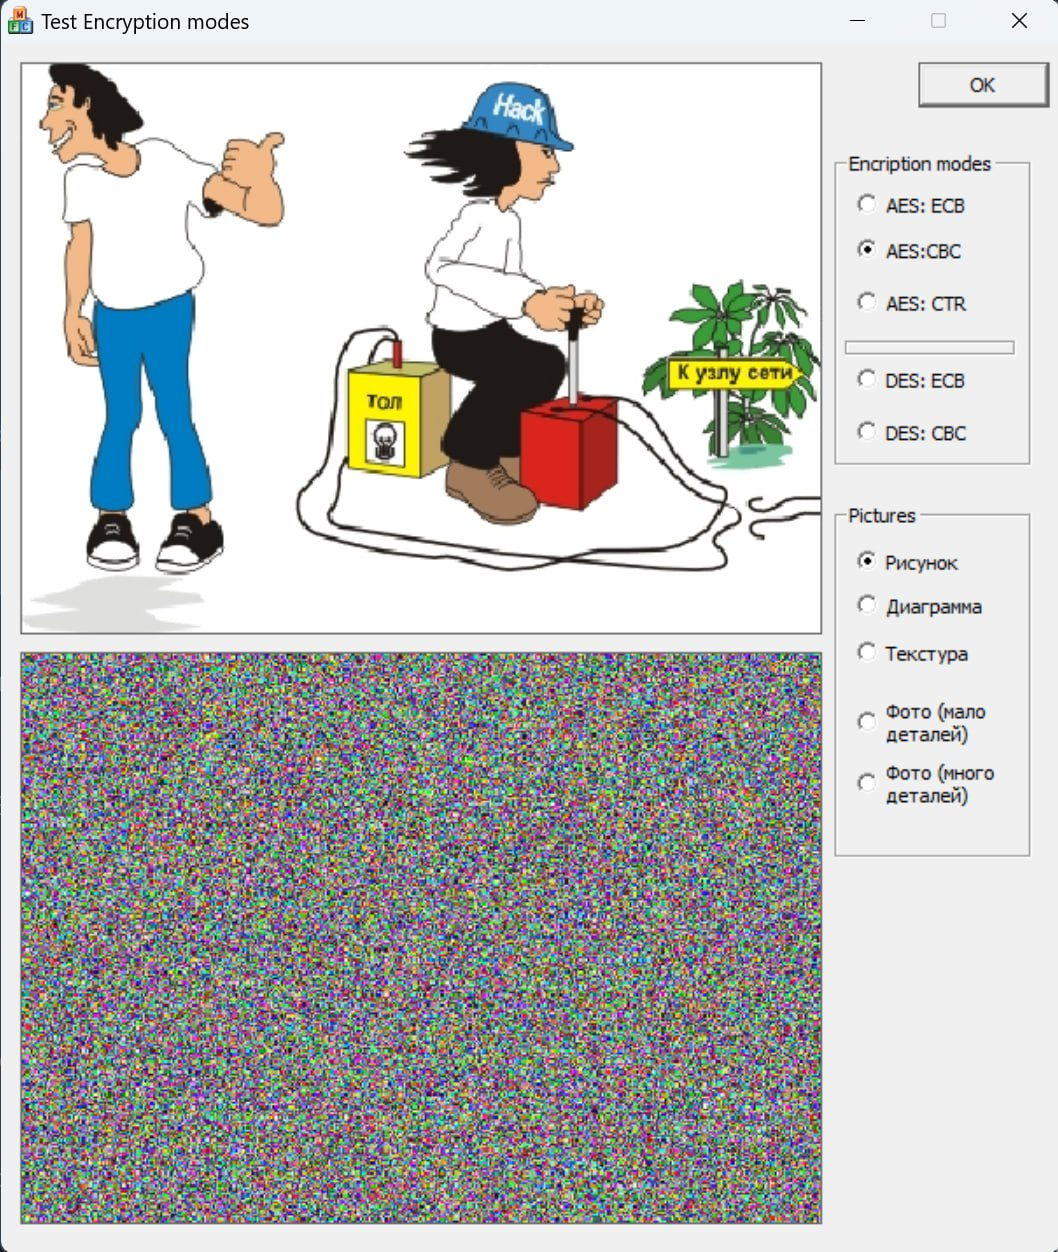 Test Encryption modes
Hack
ТОЛ
К узлу сети
OK
Encription modes
AES: ECB
AES:CBC
AES: CTR
DES: ECB
DES: CBC
Pictures
Рисунок
Диаграмма
Текстура
Фото (мало
деталей)
Фото (много
деталей)